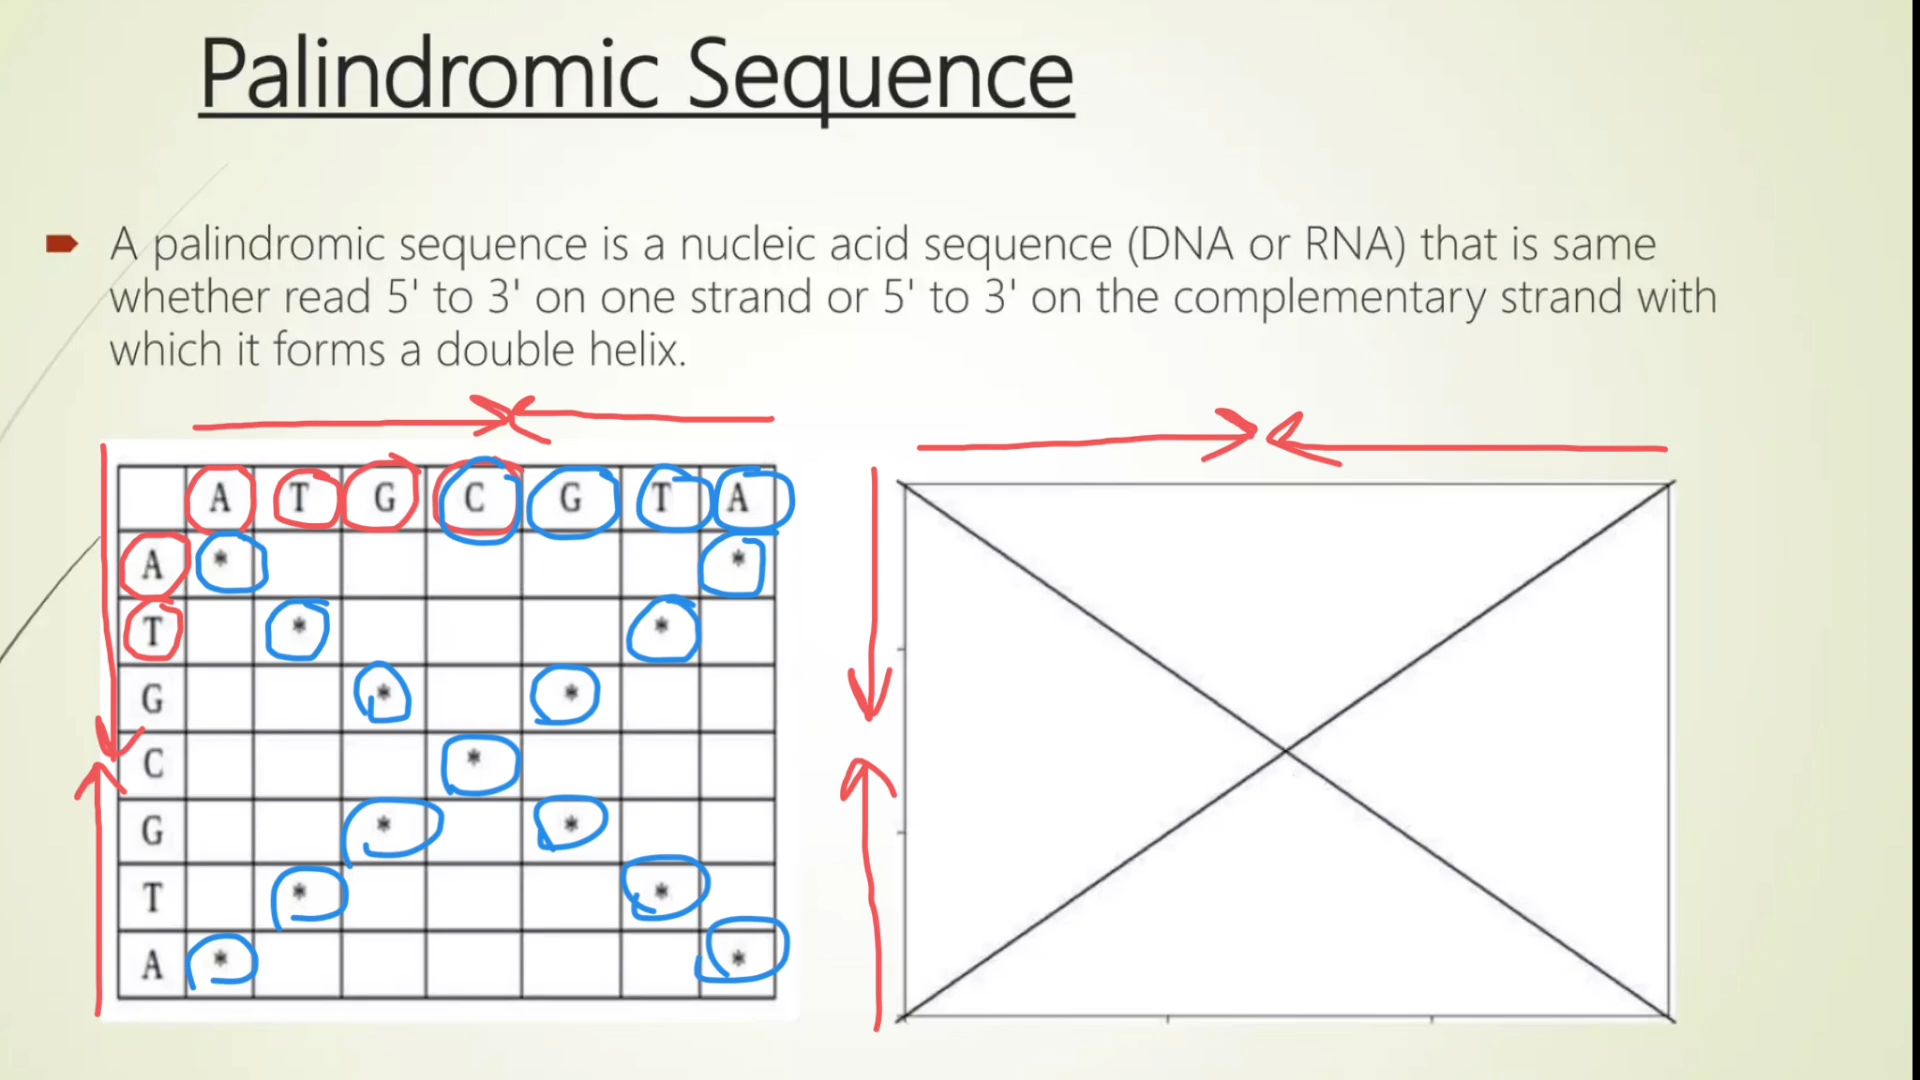 Palindromic Sequence
A palindromic sequence is a nucleic acid sequence (DNA or RNA) that is same
whether read 5' to 3' on one strand or 5' to 3' on the complementary strand with
which it forms a double helix.
A T G C G T A
A * *
T * *
G * *
C *
G * *
T * *
A * *